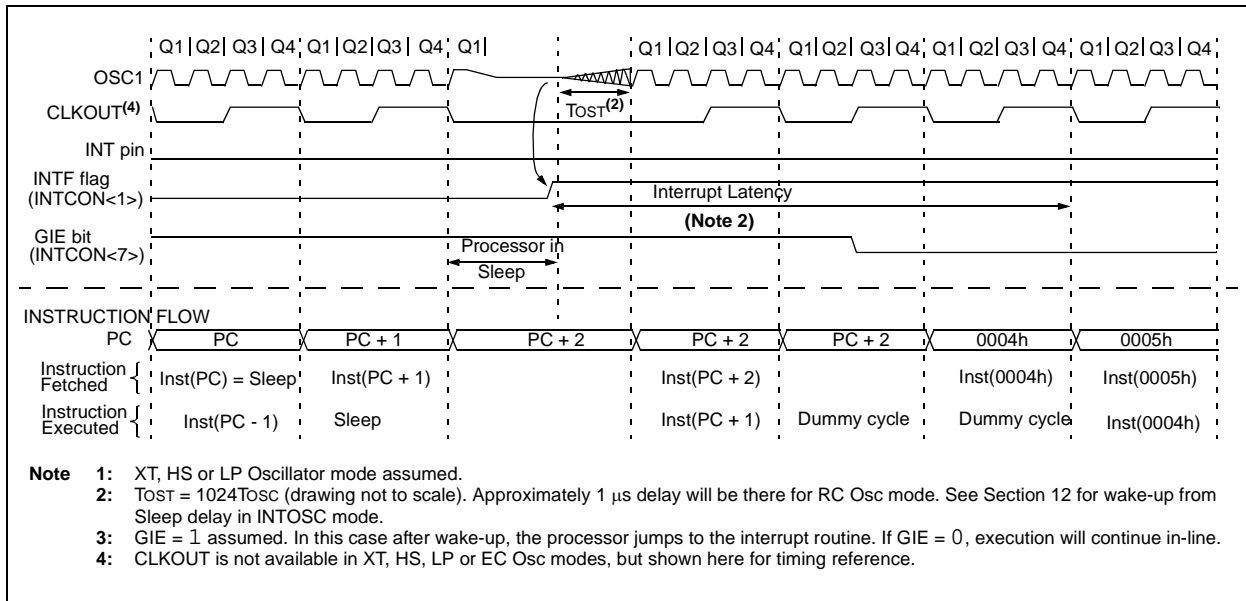 Q1 Q2 Q3 Q4 Q1 Q2 Q3 Q4 Q1 Q1 Q2 Q3 Q4 Q1 Q2 Q3 Q4 Q1 Q2 Q3 Q4 Q1 Q2 Q3 Q4
OSC1
TOST(2)
CLKOUT(4)
INT pin
INTF flag
(INTCON<1>)
Interrupt Latency
(Note 2)
GIE bit
(INTCON<7>)
Processor in
Sleep
INSTRUCTION FLOW
PC PC PC + 1 PC + 2 PC + 2 PC + 2 0004h 0005h
Instruction
Fetched
Inst(PC) = Sleep Inst(PC + 1) Inst(PC + 2) Inst(0004h) Inst(0005h)
Instruction
Executed
Inst(PC - 1) Sleep Inst(PC + 1) Dummy cycle Dummy cycle Inst(0004h)
Note 1: XT, HS or LP Oscillator mode assumed.
2: TOST = 1024TOSC (drawing not to scale). Approximately 1 μs delay will be there for RC Osc mode. See Section 12 for wake-up from
Sleep delay in INTOSC mode.
3: GIE = 1 assumed. In this case after wake-up, the processor jumps to the interrupt routine. If GIE = 0, execution will continue in-line.
4: CLKOUT is not available in XT, HS, LP or EC Osc modes, but shown here for timing reference.